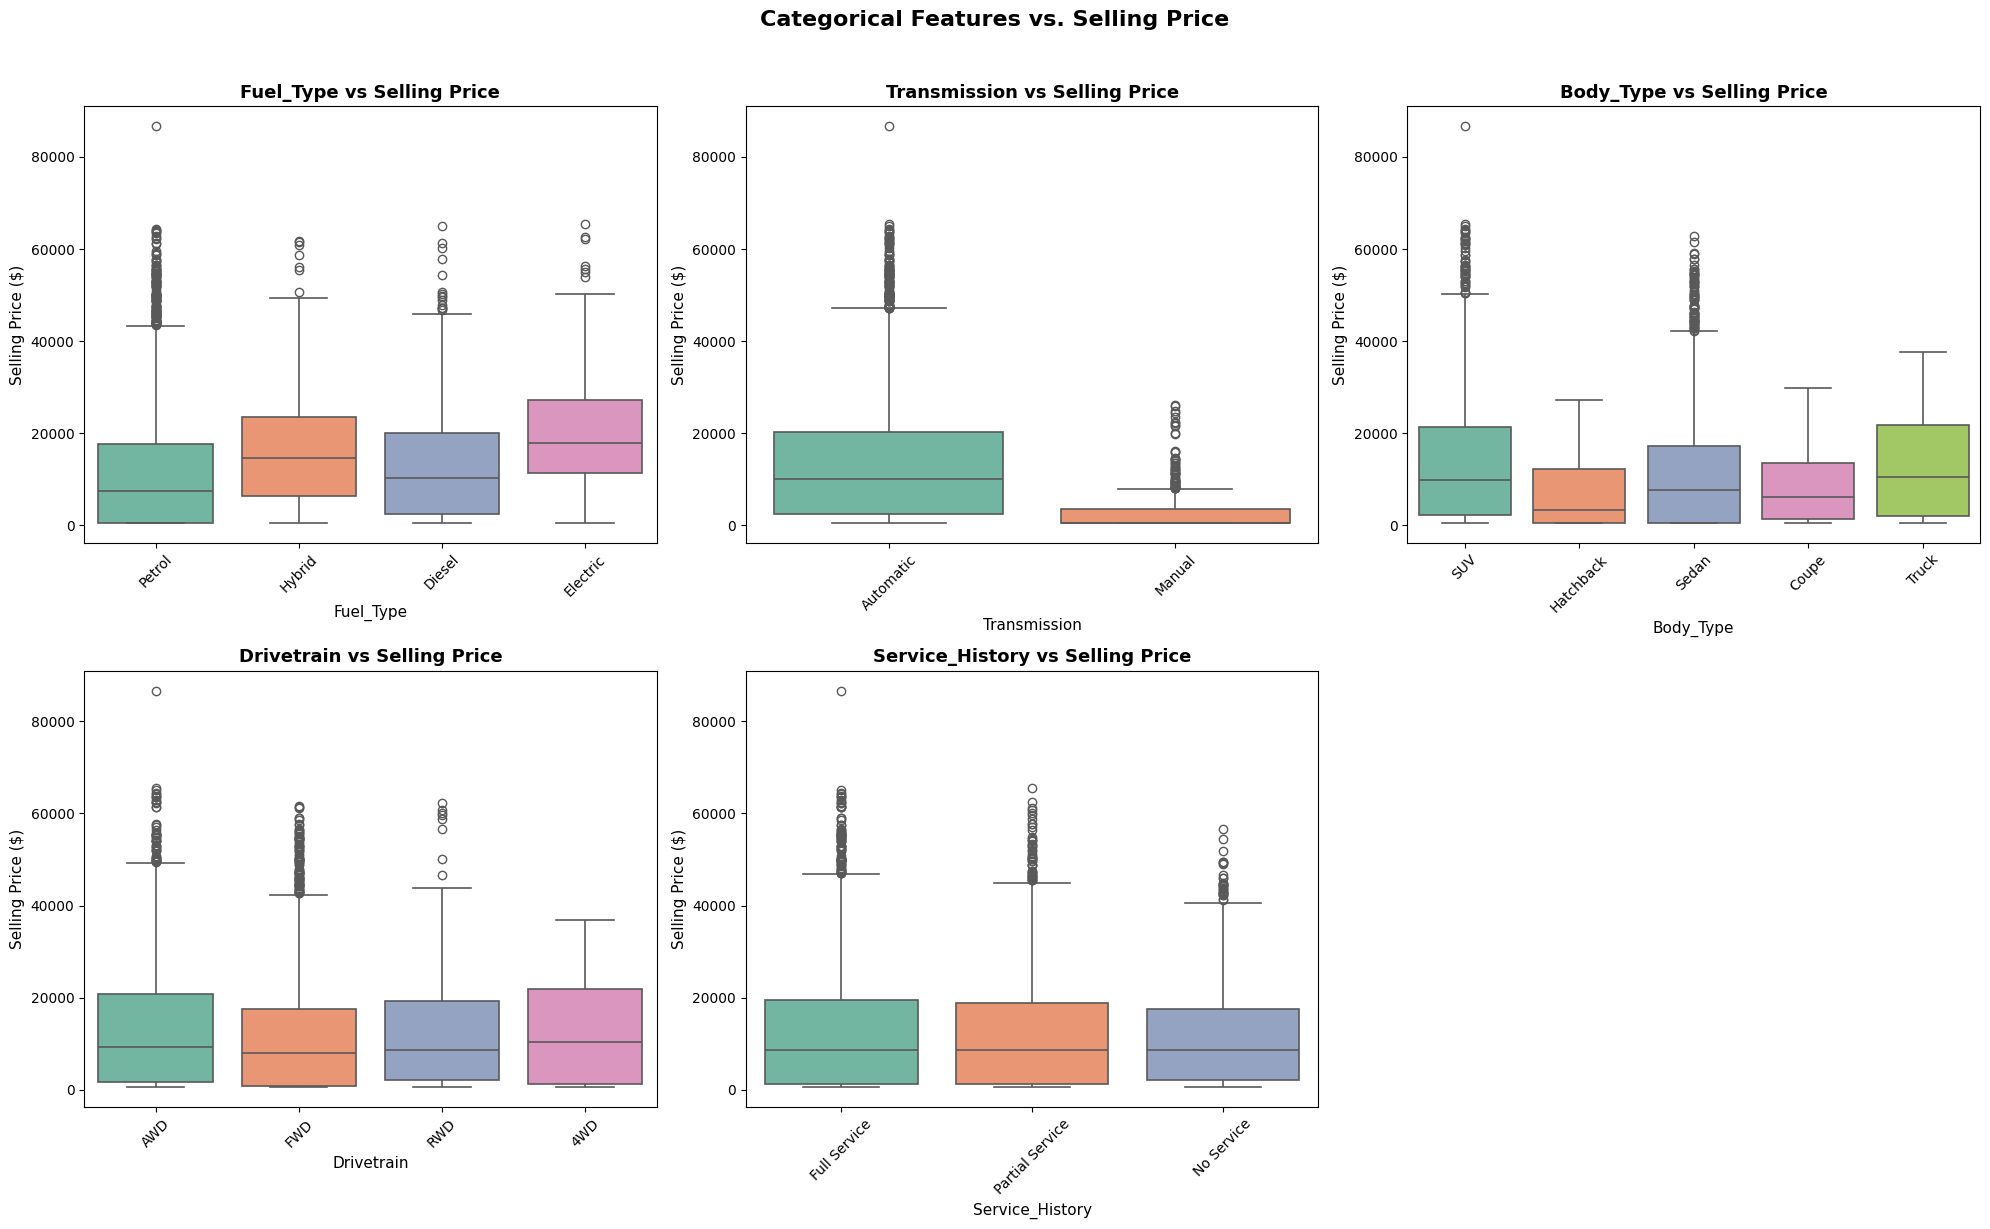 Categorical Features vs. Selling Price
Fuel_Type vs Selling Price
Selling Price ($)
80000
60000
40000
20000
0
Petrol
Hybrid
Diesel
Electric
Fuel_Type
Transmission vs Selling Price
Selling Price ($)
80000
60000
40000
20000
0
Automatic
Manual
Transmission
Body_Type vs Selling Price
Selling Price ($)
80000
60000
40000
20000
0
SUV
Hatchback
Sedan
Coupe
Truck
Body_Type
Drivetrain vs Selling Price
Selling Price ($)
80000
60000
40000
20000
0
AWD
FWD
RWD
4WD
Drivetrain
Service_History vs Selling Price
Selling Price ($)
80000
60000
40000
20000
0
Full Service
Partial Service
No Service
Service_History